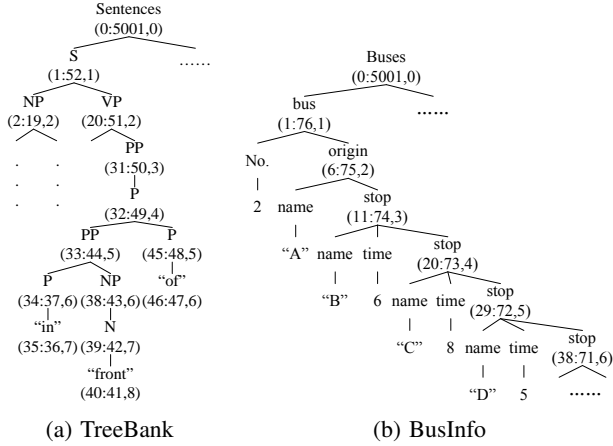 Sentences
(0:5001,0)
S
(1:52,1)
......
NP
(2:19,2)
VP
(20:51,2)
PP
(31:50,3)
P
(32:49,4)
PP
(33:44,5)
P
(45:48,5)
P
(34:37,6)
NP
(38:43,6)
“of”
(46:47,6)
“in”
(35:36,7)
N
(39:42,7)
“front”
(40:41,8)
(a) TreeBank
Buses
(0:5001,0)
bus
(1:76,1)
......
No.
2
origin
(6:75,2)
name
“A”
stop
(11:74,3)
name
“B”
time
6
stop
(20:73,4)
name
“C”
time
8
stop
(29:72,5)
name
“D”
time
5
stop
(38:71,6)
......
(b) BusInfo